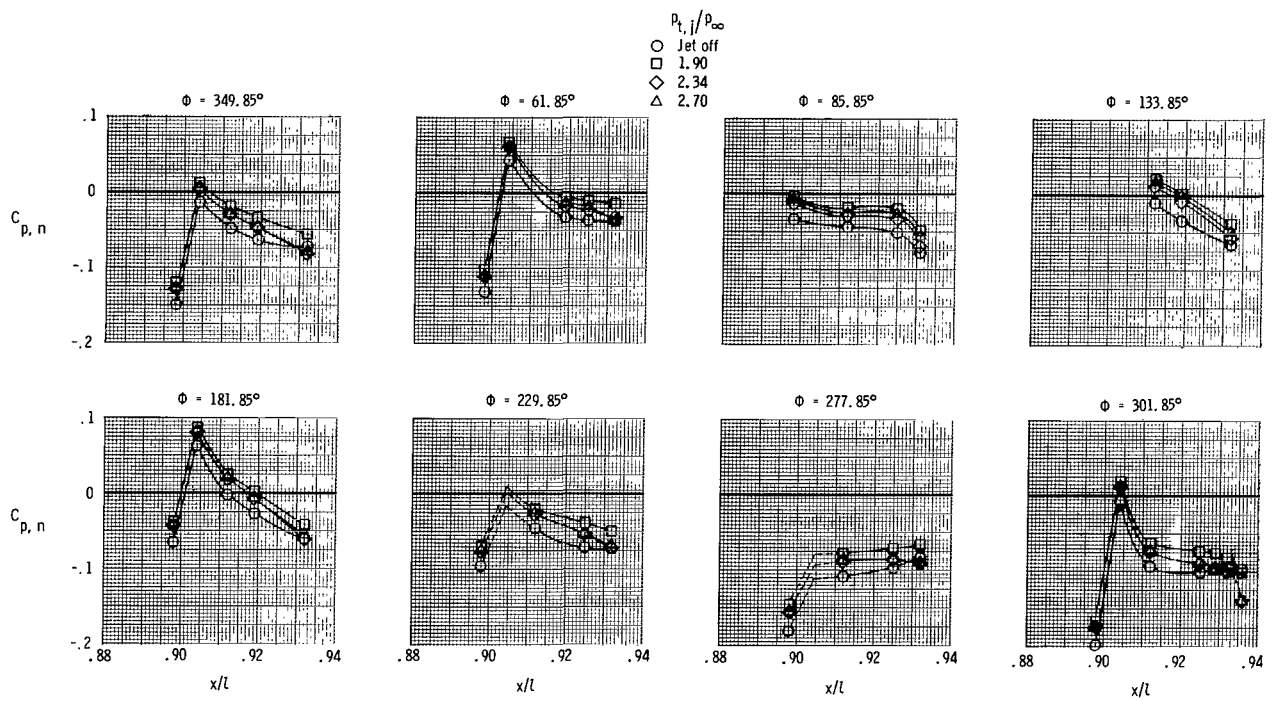 p_t,j/p_∞
Jet off
1.90
2.34
2.70
Φ = 349.85°
Φ = 61.85°
Φ = 85.85°
Φ = 133.85°
.1
0
C_p,n
-.1
-.2
Φ = 181.85°
Φ = 229.85°
Φ = 277.85°
Φ = 301.85°
.1
0
C_p,n
-.1
-.2
.88 .90 .92 .94 .88 .90 .92 .94 .88 .90 .92 .94 .88 .90 .92 .94
x/l x/l x/l x/l